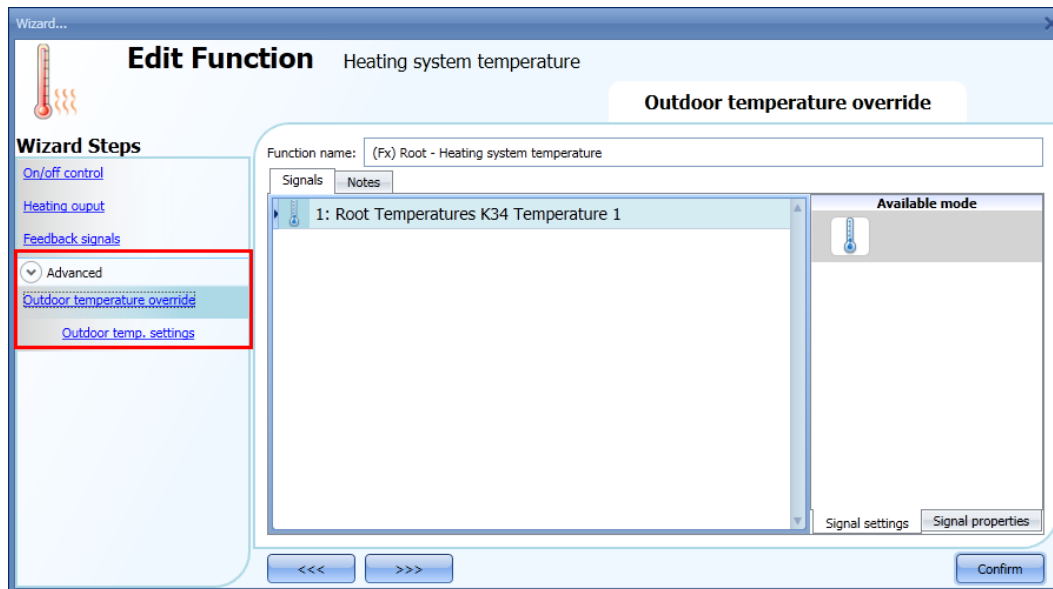 Wizard...
Edit Function Heating system temperature
Outdoor temperature override
Wizard Steps
On/off control
Heating ouput
Feedback signals
Advanced
Outdoor temperature override
Outdoor temp. settings
Function name: (Fx) Root - Heating system temperature
Signals Notes
1: Root Temperatures K34 Temperature 1
Available mode
Signal settings Signal properties
<<< >>> Confirm